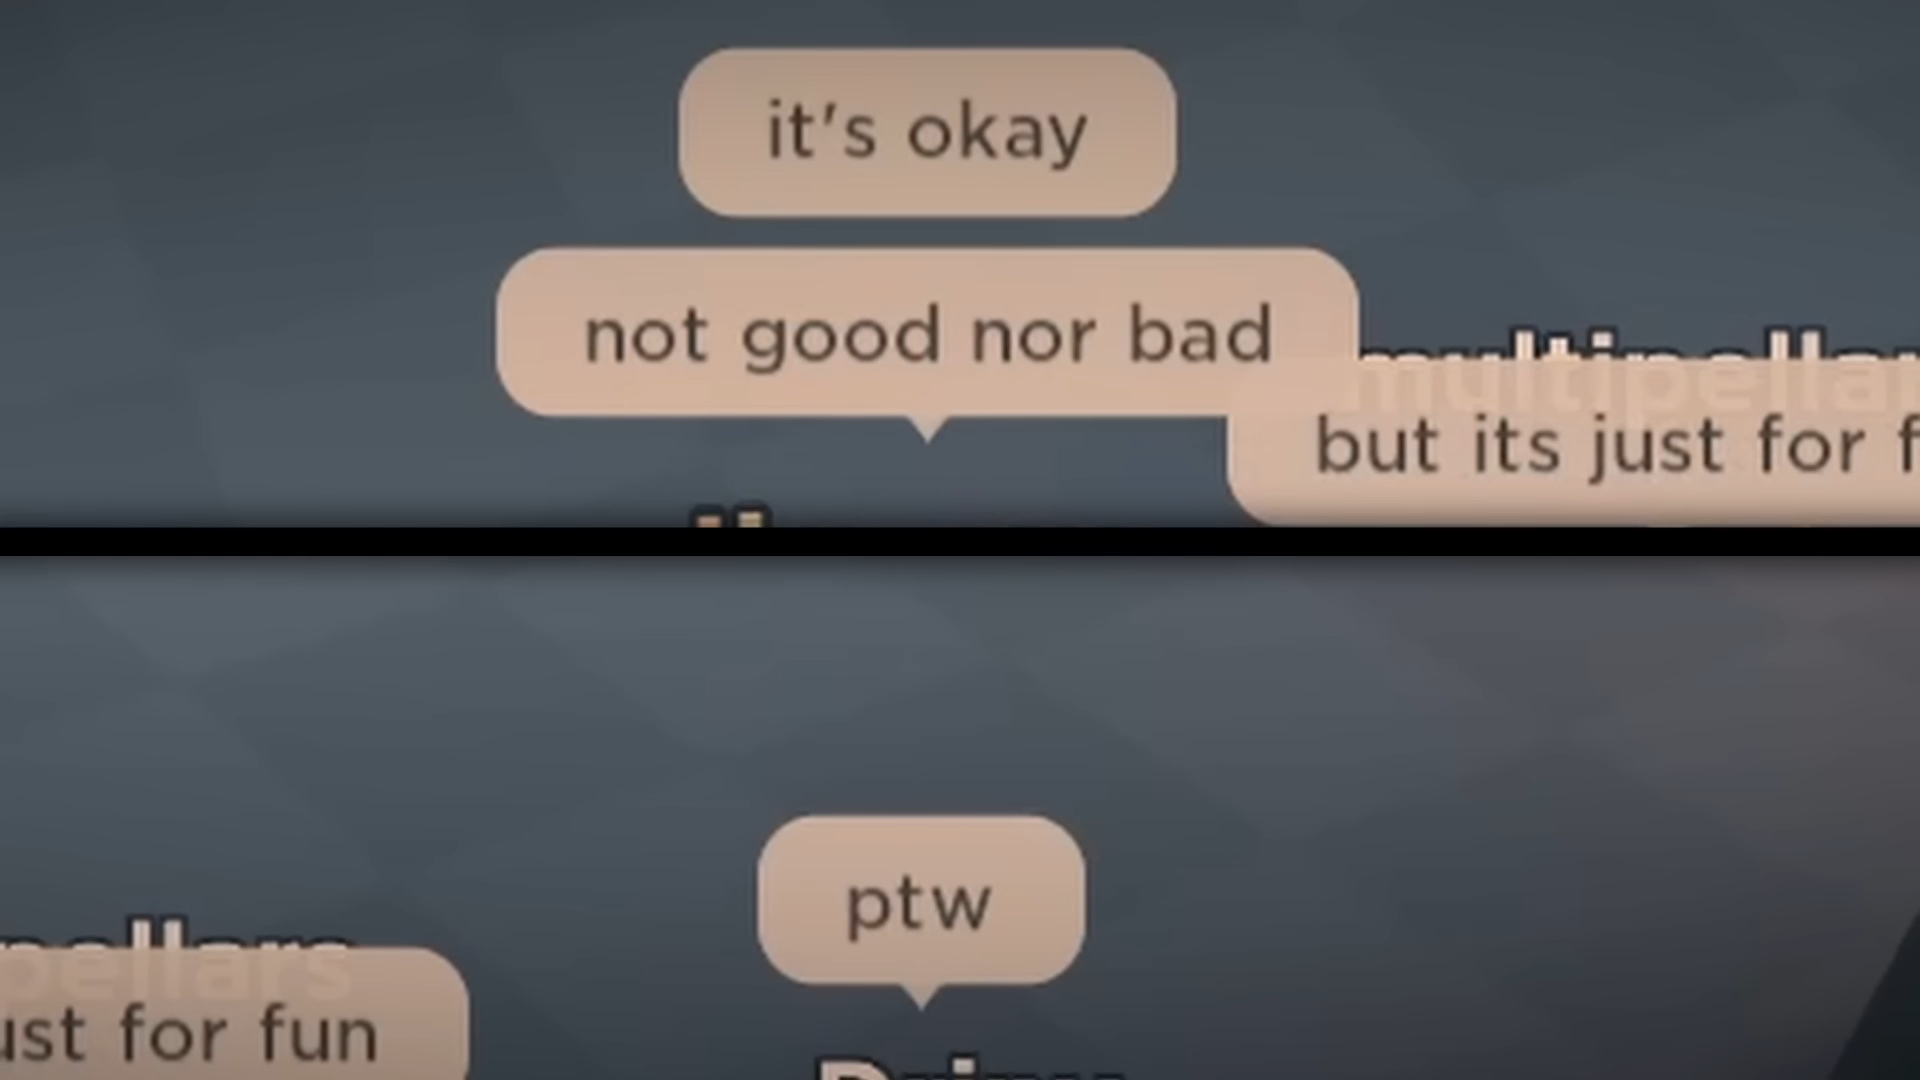 it's okay
not good nor bad
multipellar
but its just for f
pellars
ust for fun
ptw